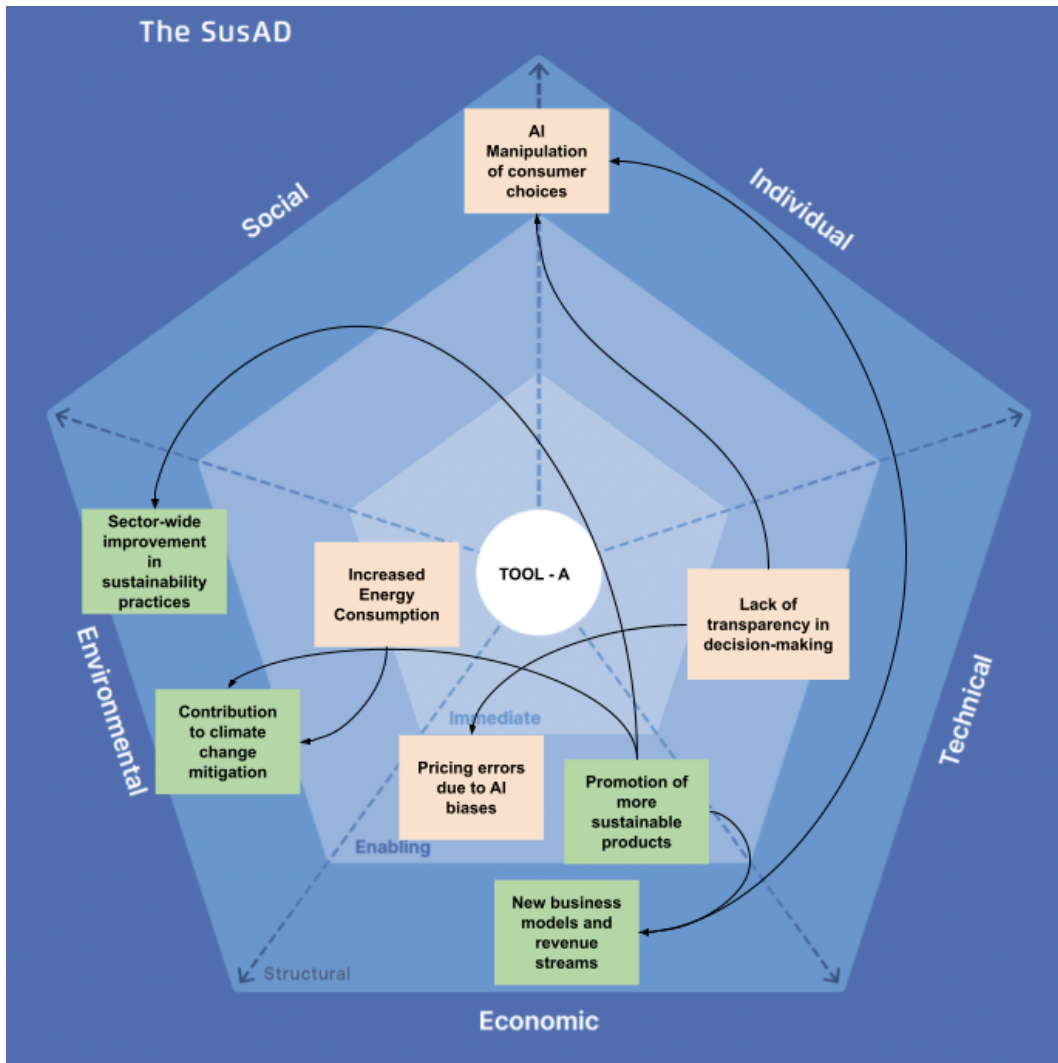 The SusAD
AI
Manipulation
of consumer
choices
Social
Individual
Sector-wide
improvement
in
sustainability
practices
Increased
Energy
Consumption
TOOL - A
Lack of
transparency in
decision-making
Environmental
Technical
Contribution
to climate
change
mitigation
Immediate
Pricing errors
due to AI
biases
Promotion of
more
sustainable
products
Enabling
New business
models and
revenue
streams
Structural
Economic